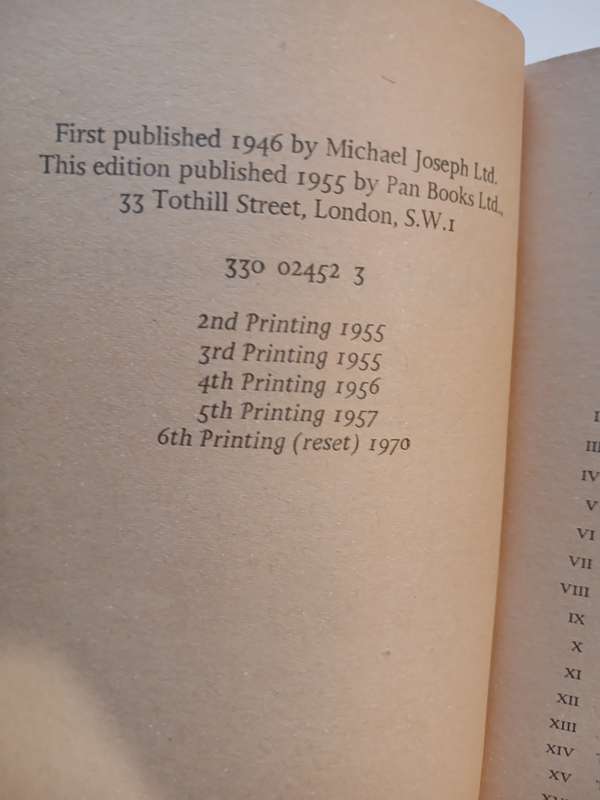 First published 1946 by Michael Joseph Ltd.
This edition published 1955 by Pan Books Ltd.,
33 Tothill Street, London, S.W.1
330 02452 3
2nd Printing 1955
3rd Printing 1955
4th Printing 1956
5th Printing 1957
6th Printing (reset) 1970
I
III
IV
V
VI
VII
VIII
IX
X
XI
XII
XIII
XIV
XV